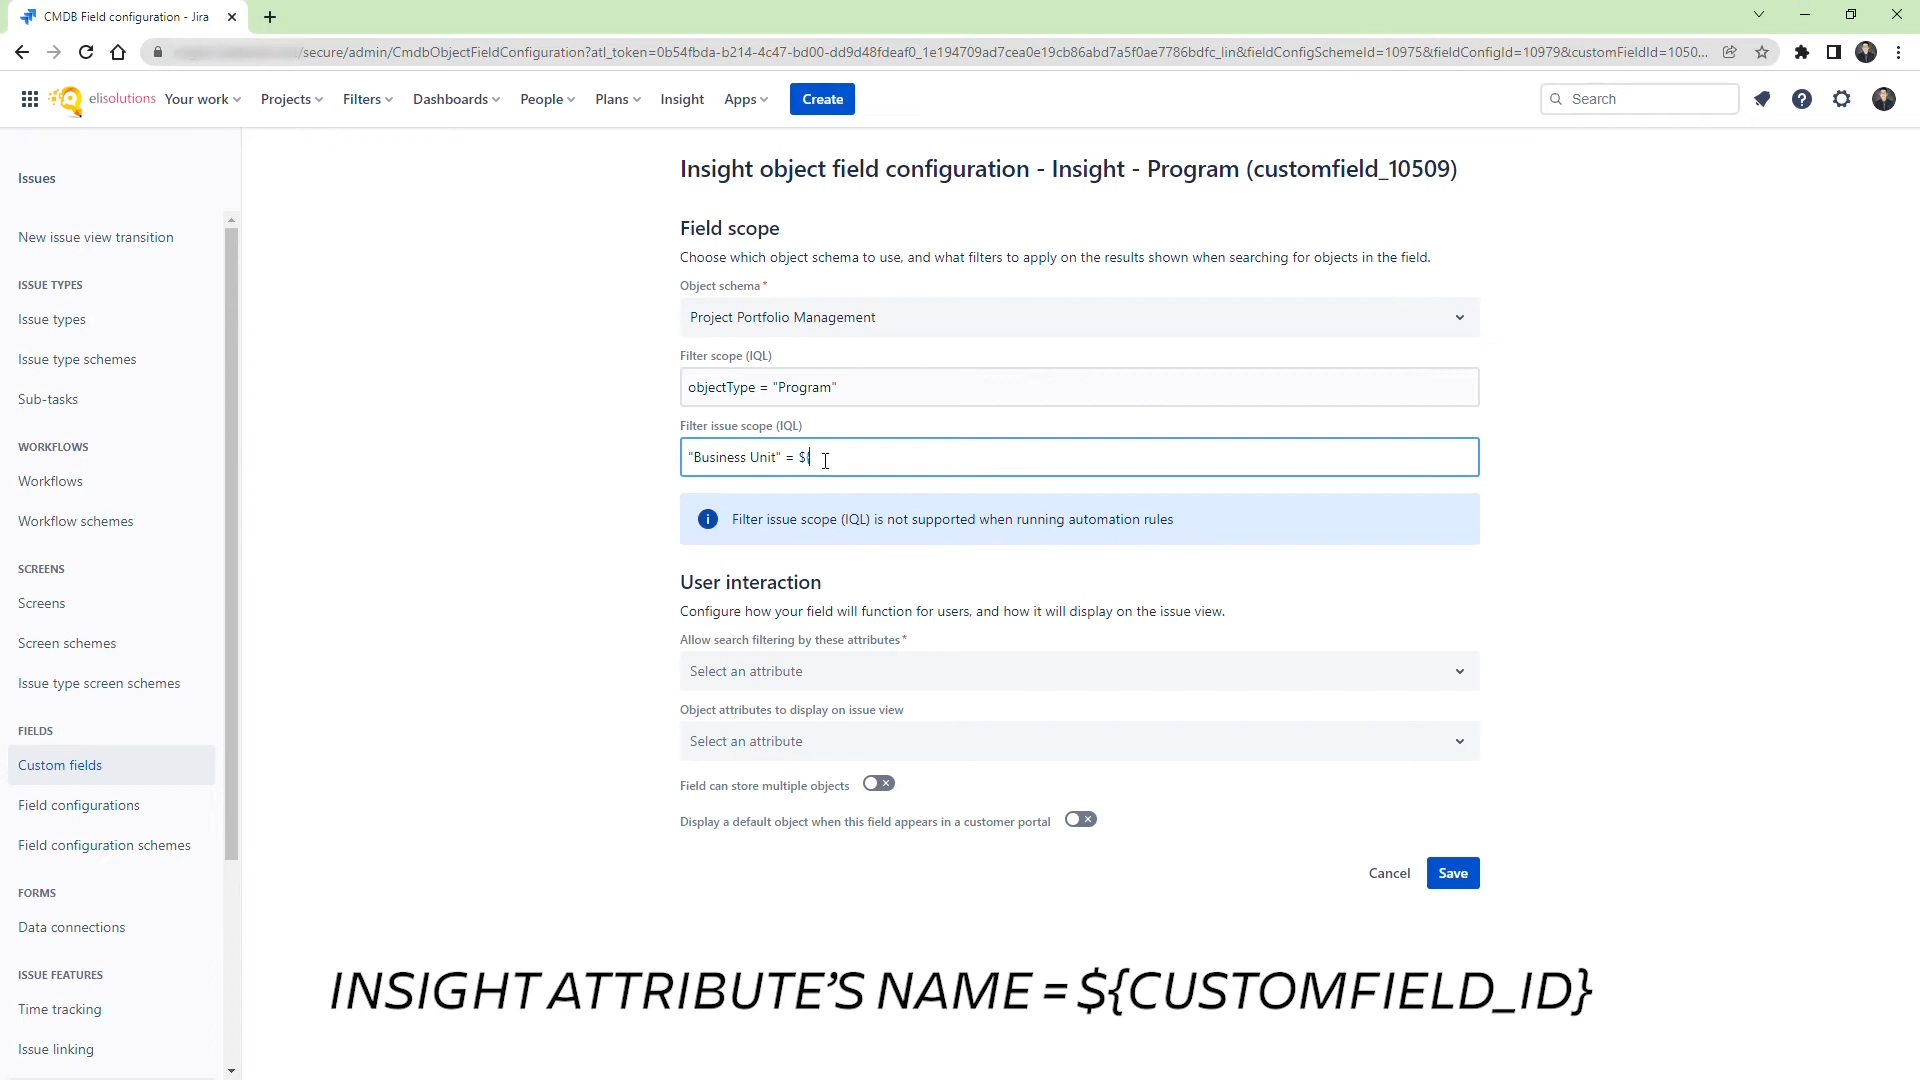 CMDB Field configuration - Jira
/secure/admin/CmdbObjectFieldConfiguration?atl_token=0b54fbda-b214-4c47-bd00-dd9d48fdeaf0_1e194709ad7cea0e19cb86abd7a5f0ae7786bdfc_lin&fieldConfigSchemeId=10975&fieldConfigId=10979&customFieldId=1050...
elisolutions Your work Projects Filters Dashboards People Plans Insight Apps Create Search
Issues
New issue view transition
ISSUE TYPES
Issue types
Issue type schemes
Sub-tasks
WORKFLOWS
Workflows
Workflow schemes
SCREENS
Screens
Screen schemes
Issue type screen schemes
FIELDS
Custom fields
Field configurations
Field configuration schemes
FORMS
Data connections
ISSUE FEATURES
Time tracking
Issue linking
Insight object field configuration - Insight - Program (customfield_10509)
Field scope
Choose which object schema to use, and what filters to apply on the results shown when searching for objects in the field.
Object schema*
Project Portfolio Management
Filter scope (IQL)
objectType = "Program"
Filter issue scope (IQL)
"Business Unit" = ${
Filter issue scope (IQL) is not supported when running automation rules
User interaction
Configure how your field will function for users, and how it will display on the issue view.
Allow search filtering by these attributes*
Select an attribute
Object attributes to display on issue view
Select an attribute
Field can store multiple objects
Display a default object when this field appears in a customer portal
Cancel Save
INSIGHT ATTRIBUTE'S NAME = ${CUSTOMFIELD_ID}